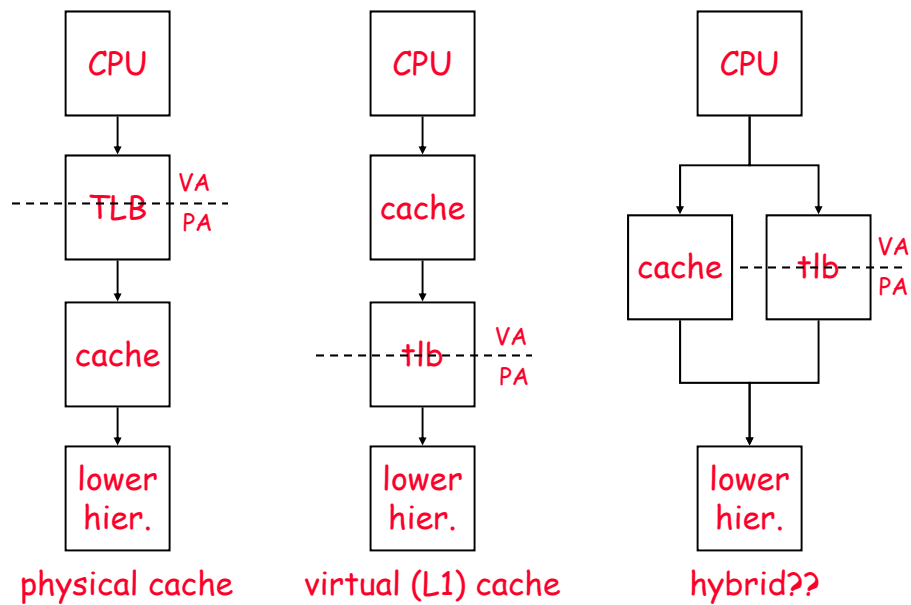 CPU
TLB
VA
PA
cache
lower
hier.
physical cache
CPU
cache
tlb
VA
PA
lower
hier.
virtual (L1) cache
CPU
cache
tlb
VA
PA
lower
hier.
hybrid??